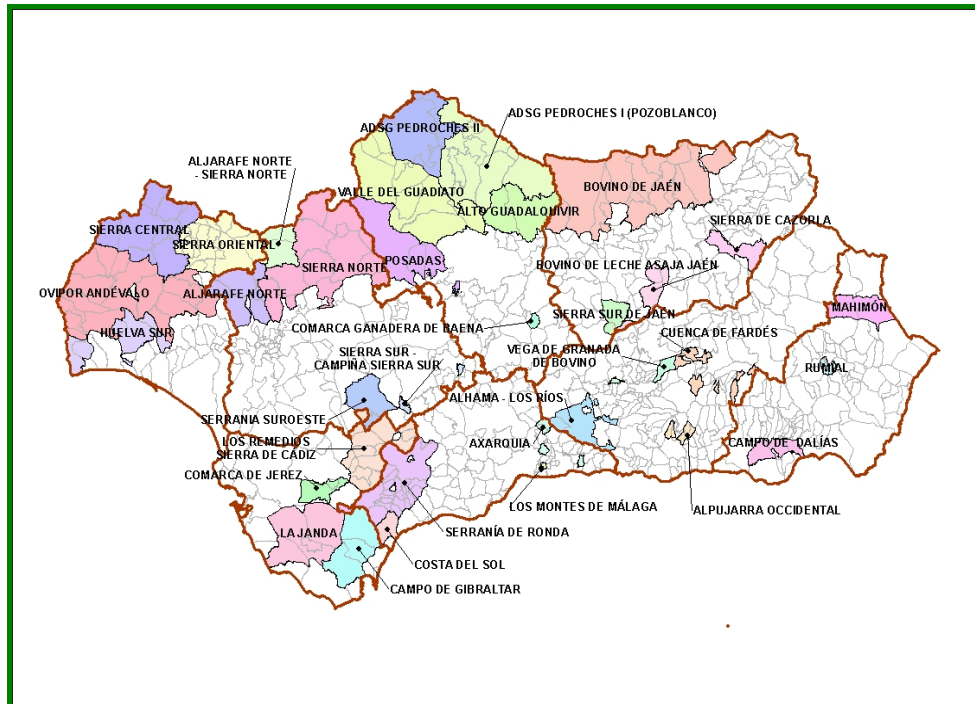 ADSG PEDROCHES I (POZOBLANCO)
ADSG PEDROCHES II
ALJARAFE NORTE
- SIERRA NORTE
VALLE DEL GUADIATO
BOVINO DE JAÉN
ALTO GUADALQUIVIR
SIERRA DE CAZORLA
SIERRA CENTRAL
SIERRA ORIENTAL
POSADAS
SIERRA NORTE
BOVINO DE LECHE ASAJA JAÉN
OVIPOR ANDÉVALO
ALJARAFE NORTE
MAHIMÓN
SIERRA SUR DE JAÉN
HUELVA SUR
COMARCA GANADERA DE BAENA
CUENCA DE FARDÉS
SIERRA SUR -
CAMPIÑA SIERRA SUR
VEGA DE GRANADA
DE BOVINO
RUMIAL
SERRANIA SUROESTE
ALHAMA - LOS RÍOS
LOS REMEDIOS
SIERRA DE CÁDIZ
AXARQUIA
CAMPO DE DALÍAS
COMARCA DE JEREZ
LOS MONTES DE MÁLAGA
ALPUJARRA OCCIDENTAL
LA JANDA
SERRANÍA DE RONDA
COSTA DEL SOL
CAMPO DE GIBRALTAR